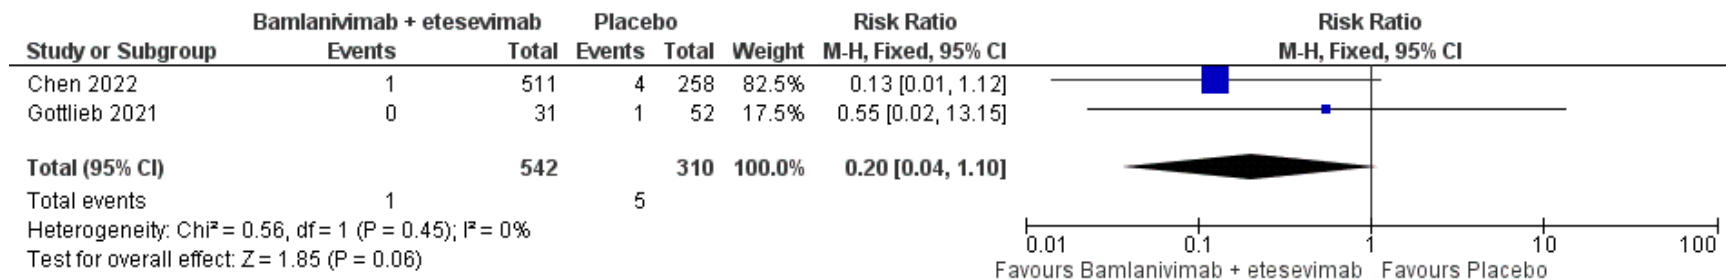 Bamlanivimab + etesevimab Placebo Risk Ratio Risk Ratio
Study or Subgroup Events Total Events Total Weight M-H, Fixed, 95% CI M-H, Fixed, 95% CI
Chen 2022 1 511 4 258 82.5% 0.13 [0.01, 1.12]
Gottlieb 2021 0 31 1 52 17.5% 0.55 [0.02, 13.15]
Total (95% CI) 542 310 100.0% 0.20 [0.04, 1.10]
Total events 1 5
Heterogeneity: Chi² = 0.56, df = 1 (P = 0.45); I² = 0%
Test for overall effect: Z = 1.85 (P = 0.06)
0.01 0.1 1 10 100
Favours Bamlanivimab + etesevimab Favours Placebo